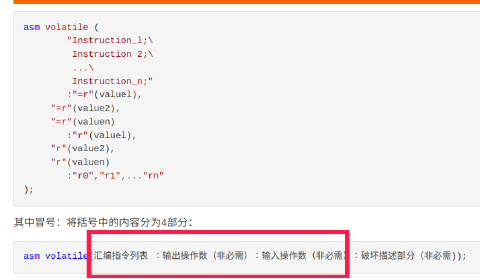 asm volatile (
"Instruction_l;\
Instruction 2;\
...\
Instruction_n;"
:"=r"(valuel),
"=r"(value2),
"=r"(valuen)
:"r"(valuel),
"r"(value2),
"r"(valuen)
:"r0","r1",..."rn"
);
其中冒号：将括号中的内容分为4部分：
asm volatile(汇编指令列表 ：输出操作数（非必需）：输入操作数（非必需）：破坏描述部分（非必需));